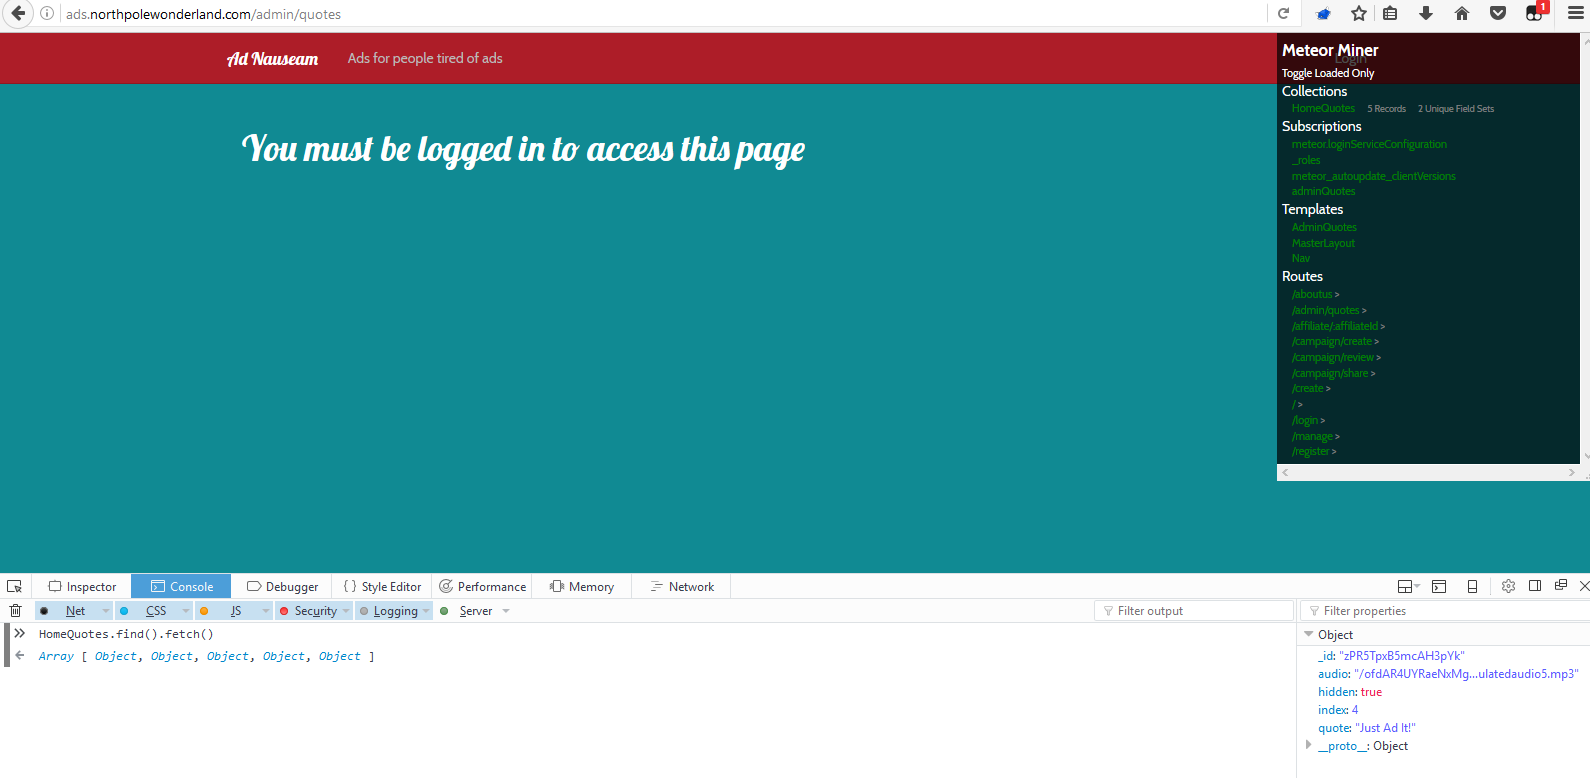 ads.northpolewonderland.com/admin/quotes
1
Ad Nauseam Ads for people tired of ads
Login
You must be logged in to access this page
Meteor Miner
Toggle Loaded Only
Collections
HomeQuotes 5 Records 2 Unique Field Sets
Subscriptions
meteor.loginServiceConfiguration
_roles
meteor_autoupdate_clientVersions
adminQuotes
Templates
AdminQuotes
MasterLayout
Nav
Routes
/aboutus >
/admin/quotes >
/affiliate/:affiliateId >
/campaign/create >
/campaign/review >
/campaign/share >
/create >
/ >
/login >
/manage >
/register >
Inspector Console Debugger Style Editor Performance Memory Network
Net CSS JS Security Logging Server Filter output Filter properties
HomeQuotes.find().fetch()
Array [ Object, Object, Object, Object, Object ]
Object
_id: "zPR5TpxB5mcAH3pYk"
audio: "/ofdAR4UYRaeNxMg...ulatedaudio5.mp3"
hidden: true
index: 4
quote: "Just Ad It!"
__proto__: Object